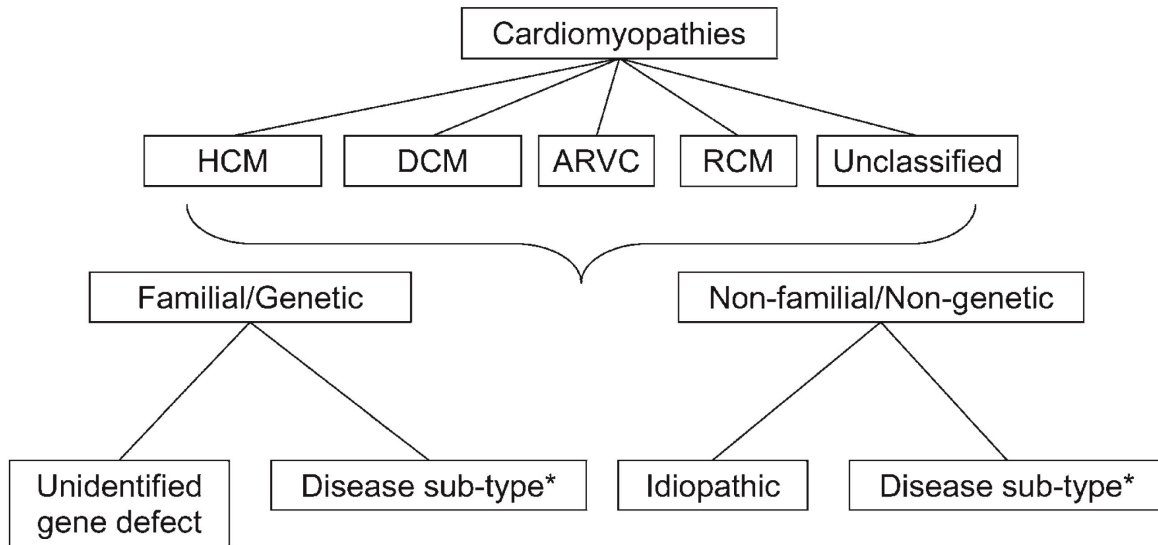 Cardiomyopathies
HCM
DCM
ARVC
RCM
Unclassified
Familial/Genetic
Non-familial/Non-genetic
Unidentified
gene defect
Disease sub-type*
Idiopathic
Disease sub-type*